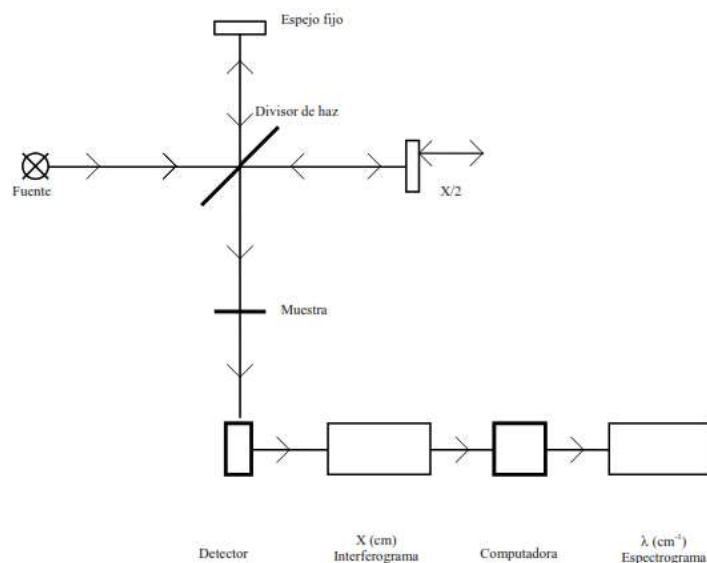 Espejo fijo
Divisor de haz
Fuente
X/2
Muestra
Detector
X (cm)
Interferograma
Computadora
λ (cm⁻¹)
Espectrograma